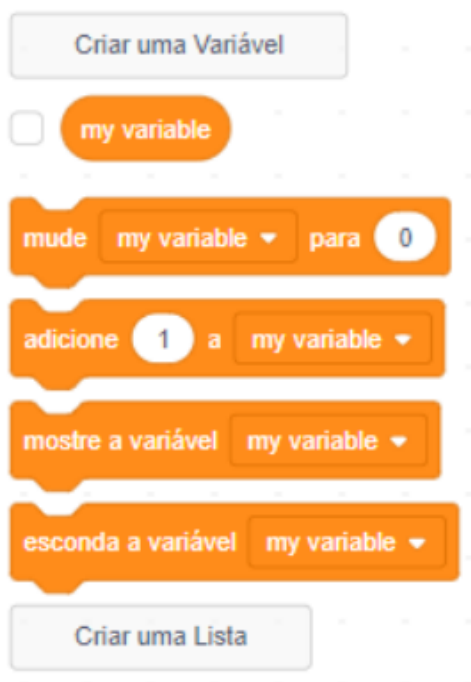 Criar uma Variável
my variable
mude my variable para 0
adicione 1 a my variable
mostre a variável my variable
esconda a variável my variable
Criar uma Lista